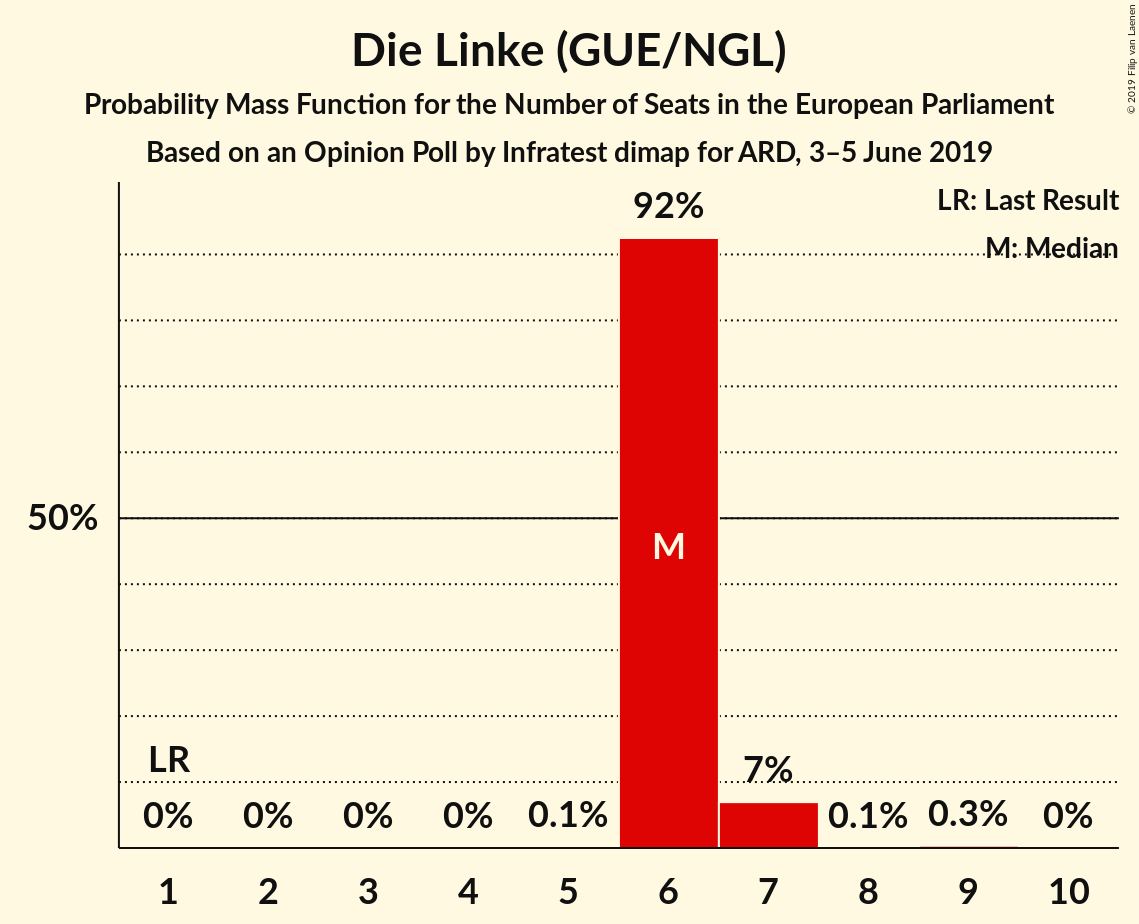 Die Linke (GUE/NGL)
Probability Mass Function for the Number of Seats in the European Parliament
Based on an Opinion Poll by Infratest dimap for ARD, 3–5 June 2019
© 2019 Filip van Laenen
LR: Last Result
M: Median
92%
50%
M
LR
7%
0% 0% 0% 0% 0.1% 0.1% 0.3% 0%
1 2 3 4 5 6 7 8 9 10